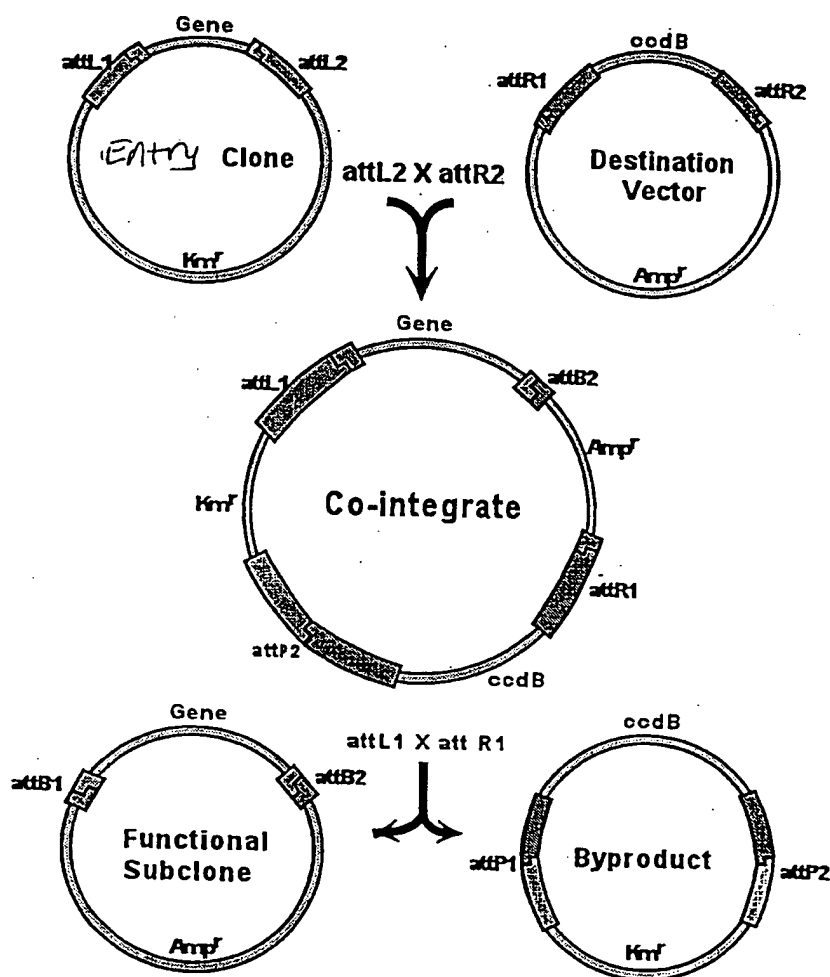 Gene
attL1
attL2
Entry Clone
Kmʳ
ccdB
attR1
attR2
Destination
Vector
Ampʳ
attL2 X attR2
Gene
attL1
attB2
Ampʳ
Kmʳ
Co-integrate
attR1
attP2
ccdB
attL1 X att R1
Gene
attB1
attB2
Functional
Subclone
Ampʳ
ccdB
attP1
attP2
Byproduct
Kmʳ